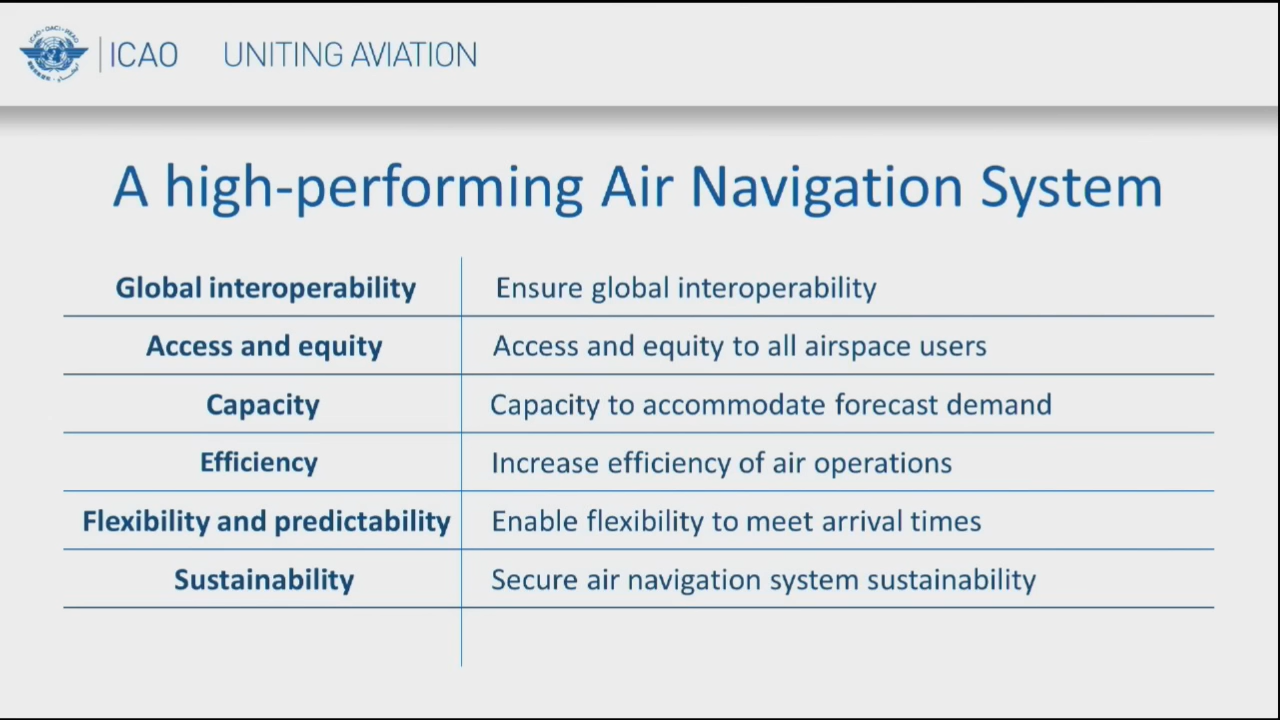 ICAO UNITING AVIATION
A high-performing Air Navigation System
Global interoperability Ensure global interoperability
Access and equity Access and equity to all airspace users
Capacity Capacity to accommodate forecast demand
Efficiency Increase efficiency of air operations
Flexibility and predictability Enable flexibility to meet arrival times
Sustainability Secure air navigation system sustainability